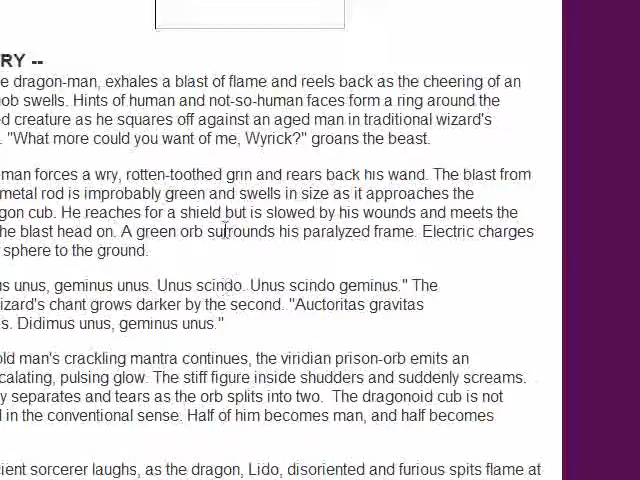 RY --
e dragon-man, exhales a blast of flame and reels back as the cheering of an
ob swells. Hints of human and not-so-human faces form a ring around the
d creature as he squares off against an aged man in traditional wizard's
. "What more could you want of me, Wyrick?" groans the beast.
man forces a wry, rotten-toothed grin and rears back his wand. The blast from
metal rod is improbably green and swells in size as it approaches the
gon cub. He reaches for a shield but is slowed by his wounds and meets the
he blast head on. A green orb surrounds his paralyzed frame. Electric charges
sphere to the ground.
s unus, geminus unus. Unus scindo. Unus scindo geminus." The
izard's chant grows darker by the second. "Auctoritas gravitas
s. Didimus unus, geminus unus."
old man's crackling mantra continues, the viridian prison-orb emits an
calating, pulsing glow. The stiff figure inside shudders and suddenly screams.
y separates and tears as the orb splits into two. The dragonoid cub is not
l in the conventional sense. Half of him becomes man, and half becomes
cient sorcerer laughs, as the dragon, Lido, disoriented and furious spits flame at